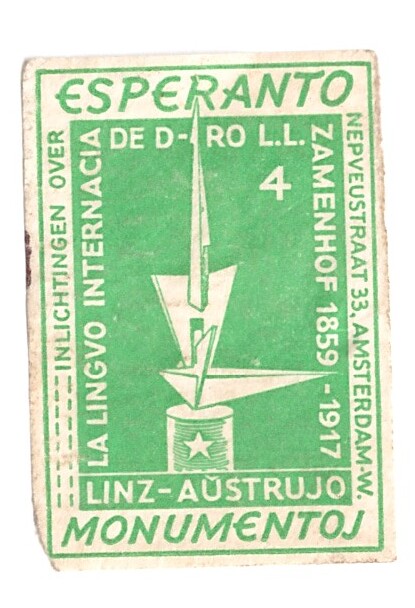 ESPERANTO
INLICHTINGEN OVER
NEPVEUSTRAAT 33, AMSTERDAM-W.
LA LINGVO INTERNACIA
DE D-RO L.L.
ZAMENHOF 1859-1917
4
LINZ-AŬSTRUJO
MONUMENTOJ